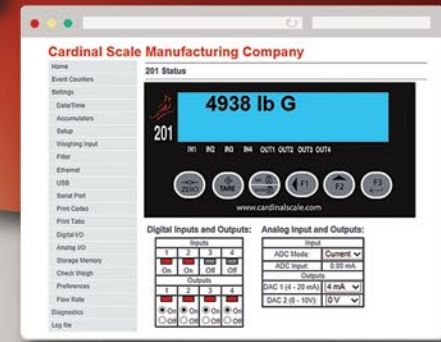 Cardinal Scale Manufacturing Company
Home
Event Counters
Settings
Date/Time
Accumulators
Setup
Weighing Input
Filter
Ethernet
USB
Serial Port
Print Codes
Print Tabs
Digital I/O
Analog I/O
Storage Memory
Check Weigh
Preferences
Flow Rate
Diagnostics
Log file
201 Status
4938 lb G
201
IN1 IN2 IN3 IN4 OUT1 OUT2 OUT3 OUT4
ZERO
TARE
NET
GROSS
F1
F2
F3
www.cardinalscale.com
Digital Inputs and Outputs:
Inputs
1 2 3 4
On On Off Off
Outputs
1 2 3 4
On On On On
Off Off Off Off
Analog Input and Outputs:
Input
ADC Mode: Current
ADC Input: 0.00 mA
Outputs
DAC 1 (4 - 20 mA): 4 mA
DAC 2 (0 - 10V): 0 V